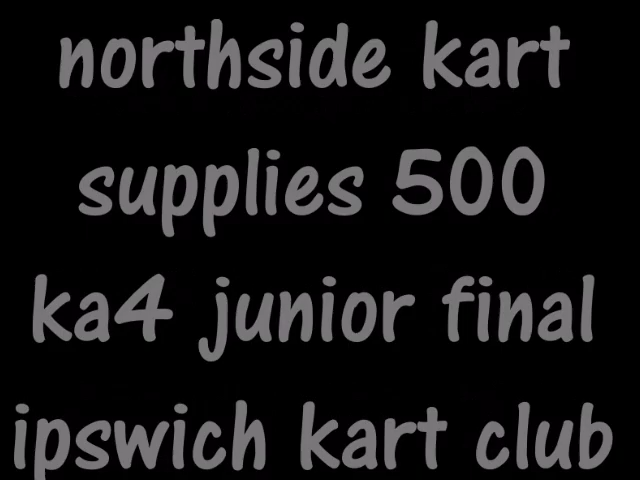 northside kart
supplies 500
ka4 junior final
ipswich kart club